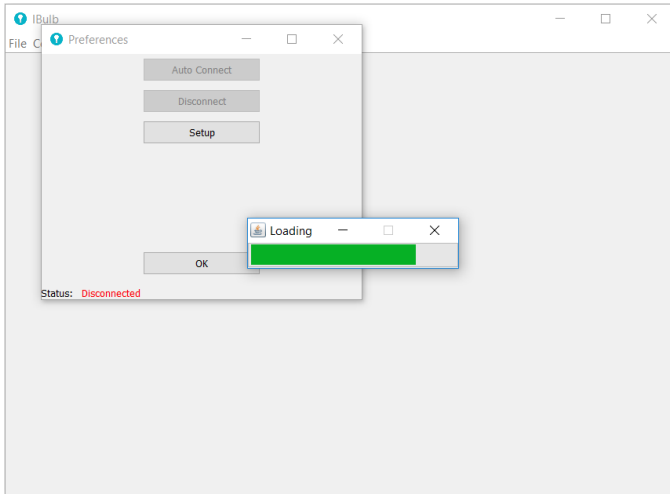 IBulb
File C
Preferences
Auto Connect
Disconnect
Setup
Loading
OK
Status: Disconnected